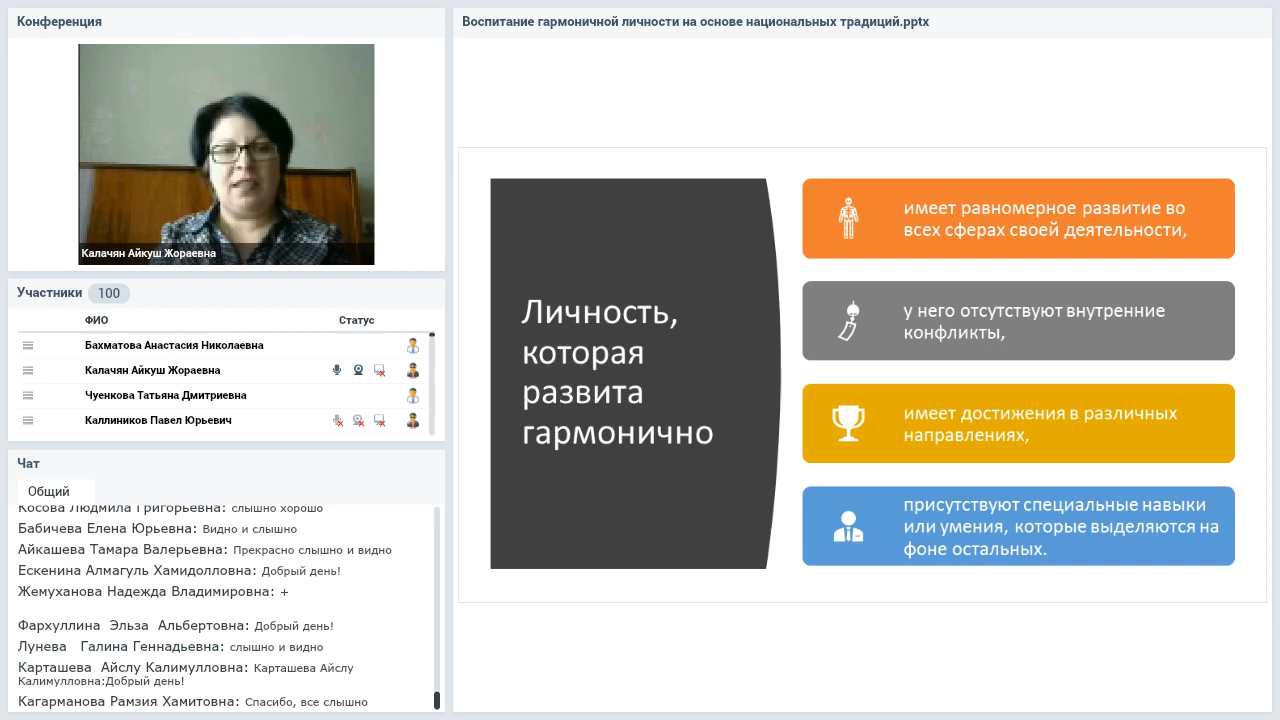 Конференция
Калачян Айкуш Жораевна
Участники 100
ФИО Статус
Бахматова Анастасия Николаевна
Калачян Айкуш Жораевна
Чуенкова Татьяна Дмитриевна
Каллиников Павел Юрьевич
Чат
Общий
Косова Людмила Григорьевна: слышно хорошо
Бабичева Елена Юрьевна: Видно и слышно
Айкашева Тамара Валерьевна: Прекрасно слышно и видно
Ескенина Алмагуль Хамидолловна: Добрый день!
Жемуханова Надежда Владимировна: +
Фархуллина Эльза Альбертовна: Добрый день!
Лунева Галина Геннадьевна: слышно и видно
Карташева Айслу Калимулловна: Карташева Айслу
Калимулловна:Добрый день!
Кагарманова Рамзия Хамитовна: Спасибо, все слышно
Воспитание гармоничной личности на основе национальных традиций.pptx
Личность,
которая
развита
гармонично
имеет равномерное развитие во
всех сферах своей деятельности,
у него отсутствуют внутренние
конфликты,
имеет достижения в различных
направлениях,
присутствуют специальные навыки
или умения, которые выделяются на
фоне остальных.